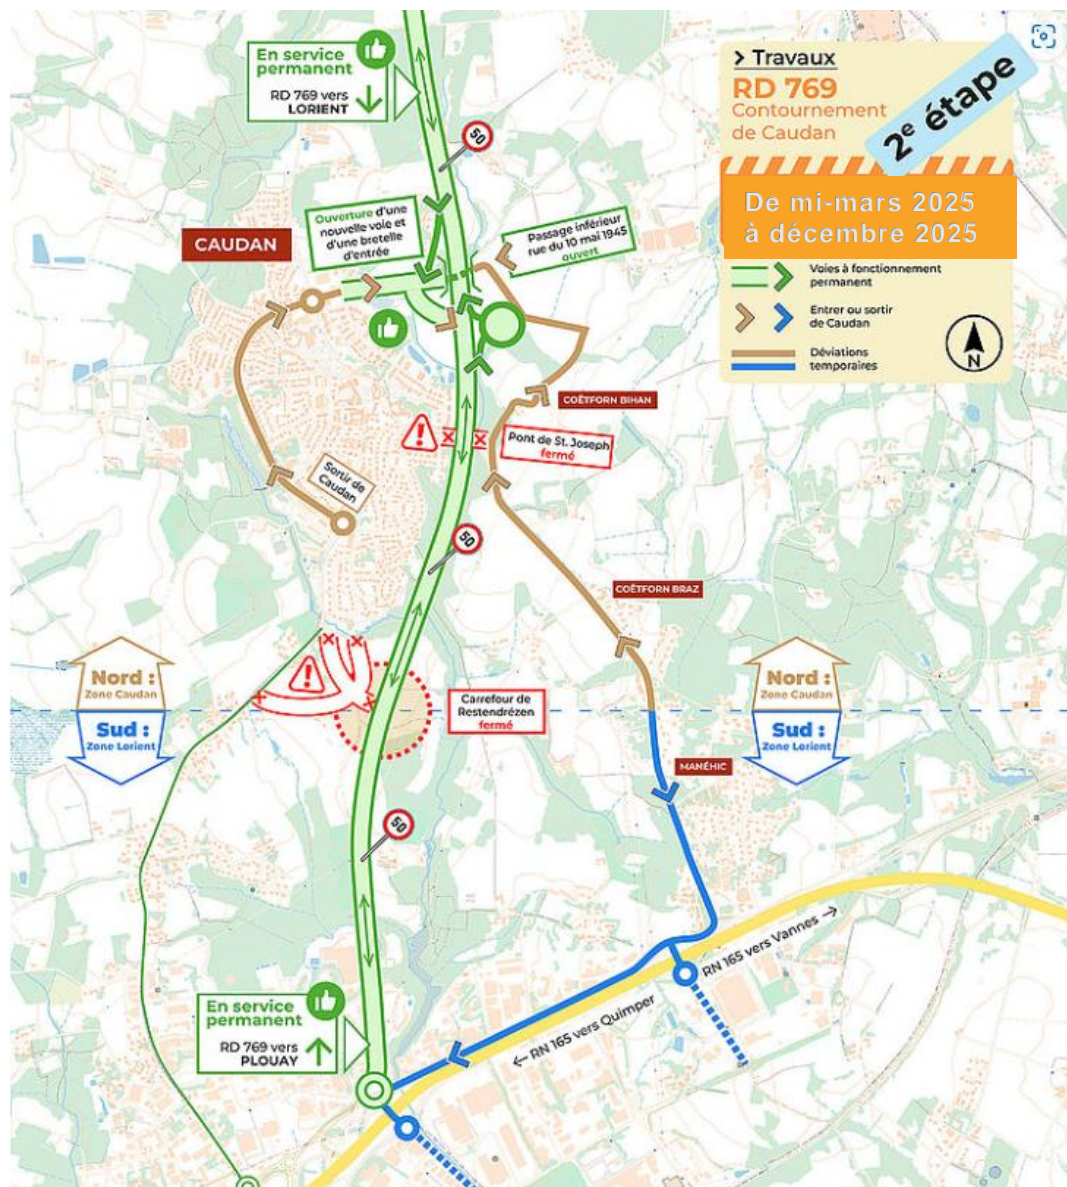 En service
permanent
RD 769 vers
LORIENT
> Travaux
RD 769
Contournement
de Caudan
2e étape
De mi-mars 2025
à décembre 2025
Voies à fonctionnement
permanent
Entrer ou sortir
de Caudan
Déviations
temporaires
N
50
Ouverture d'une
nouvelle voie et
d'une bretelle
d'entrée
Passage inférieur
rue du 10 mai 1945
ouvert
CAUDAN
COËTFORN BIHAN
Pont de St. Joseph
fermé
Sortir de
Caudan
50
COËTFORN BRAZ
Nord :
Zone Caudan
Sud :
Zone Lorient
Carrefour de
Restendrézen
fermé
Nord :
Zone Caudan
Sud :
Zone Lorient
MANÉHIC
50
RN 165 vers Vannes →
← RN 165 vers Quimper
En service
permanent
RD 769 vers
PLOUAY